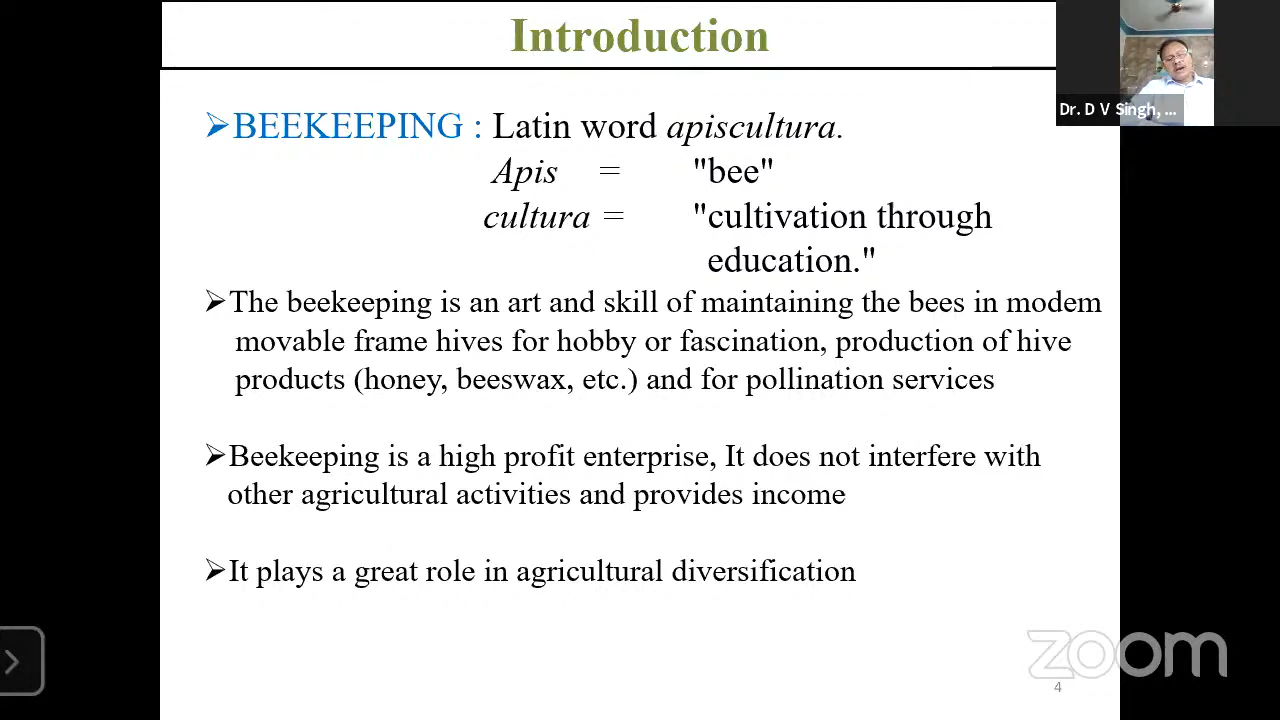 Introduction
Dr. D V Singh, ...
➢BEEKEEPING : Latin word apiscultura.
Apis = "bee"
cultura = "cultivation through
education."
➢The beekeeping is an art and skill of maintaining the bees in modem
movable frame hives for hobby or fascination, production of hive
products (honey, beeswax, etc.) and for pollination services
➢Beekeeping is a high profit enterprise, It does not interfere with
other agricultural activities and provides income
➢It plays a great role in agricultural diversification
zoom
4